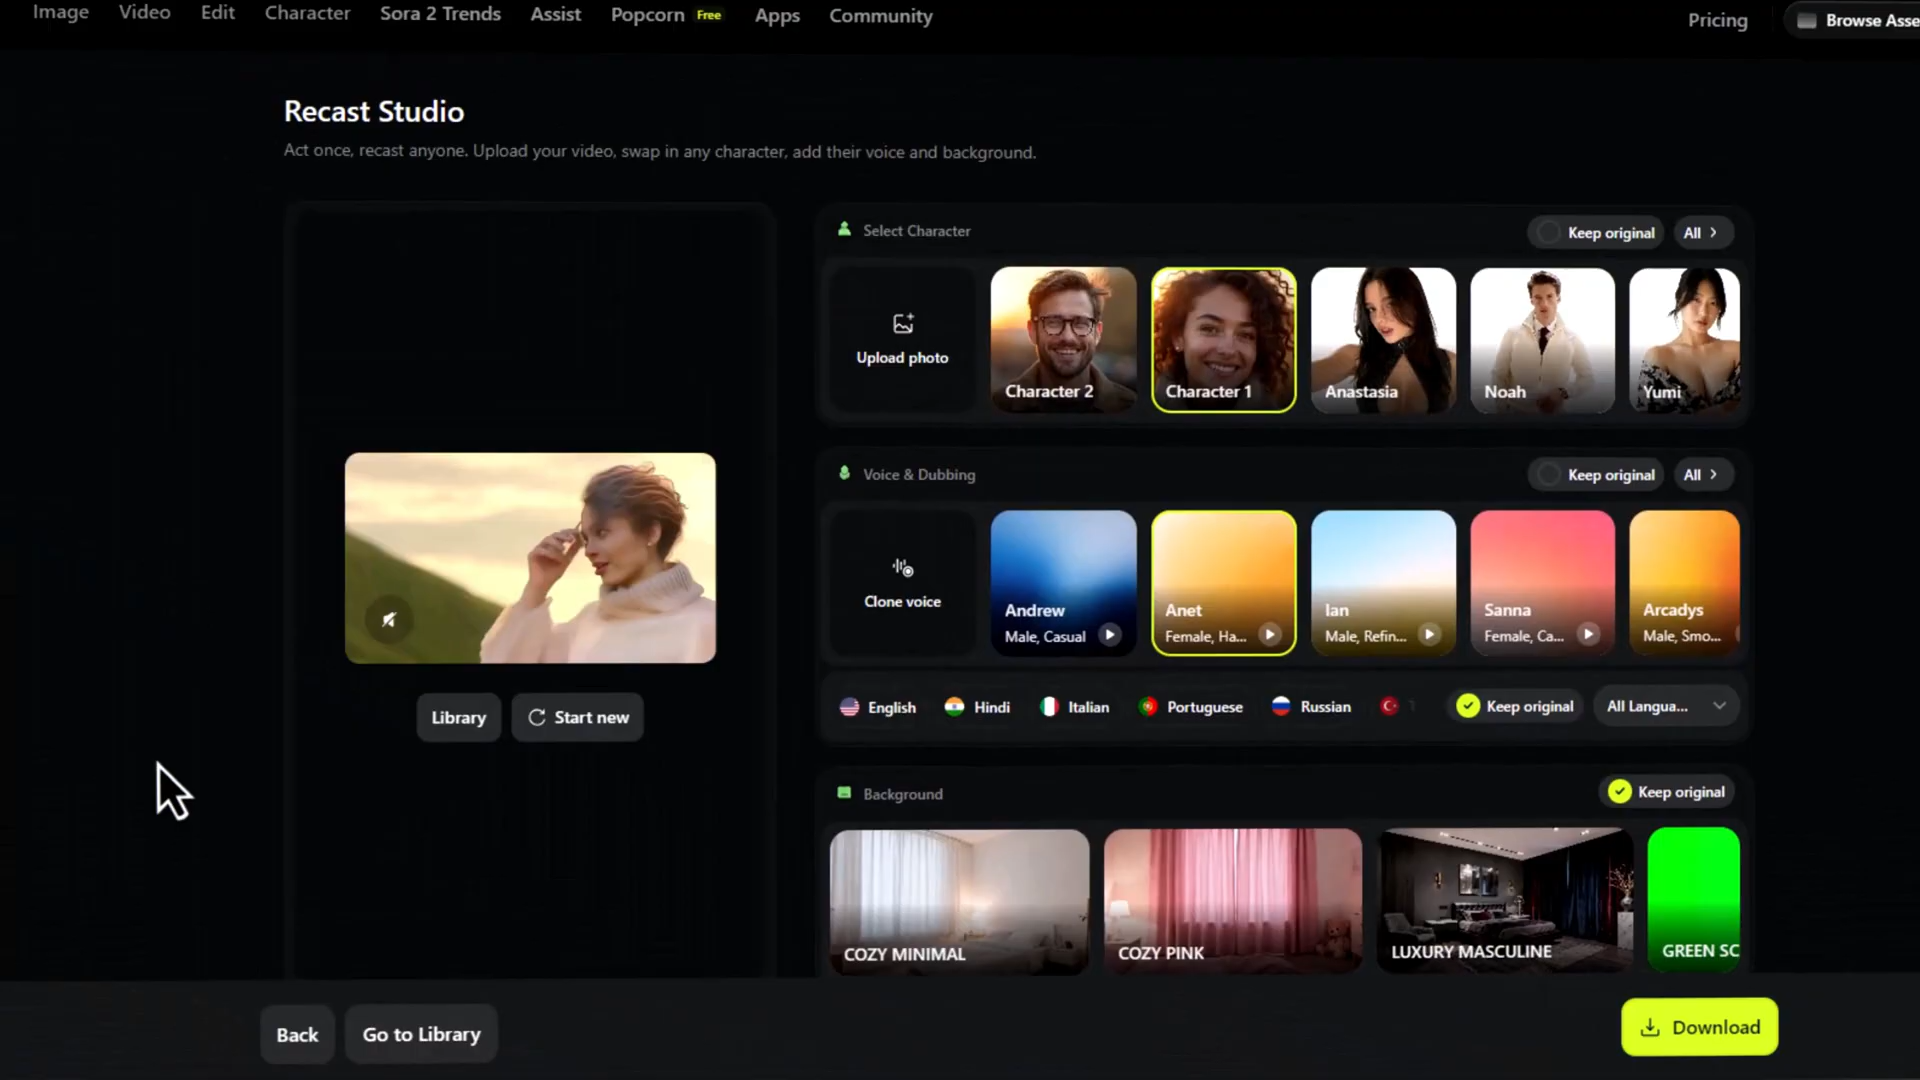 Image
Video
Edit
Character
Sora 2 Trends
Assist
Popcorn Free
Apps
Community
Pricing
Browse Asse
Recast Studio
Act once, recast anyone. Upload your video, swap in any character, add their voice and background.
Select Character
Keep original
All
Upload photo
Character 2
Character 1
Anastasia
Noah
Yumi
Voice & Dubbing
Keep original
All
Clone voice
Andrew
Male, Casual
Anet
Female, Ha...
Ian
Male, Refin...
Sanna
Female, Ca...
Arcadys
Male, Smo...
English
Hindi
Italian
Portuguese
Russian
Keep original
All Langua...
Library
Start new
Background
Keep original
COZY MINIMAL
COZY PINK
LUXURY MASCULINE
GREEN SC
Back
Go to Library
Download